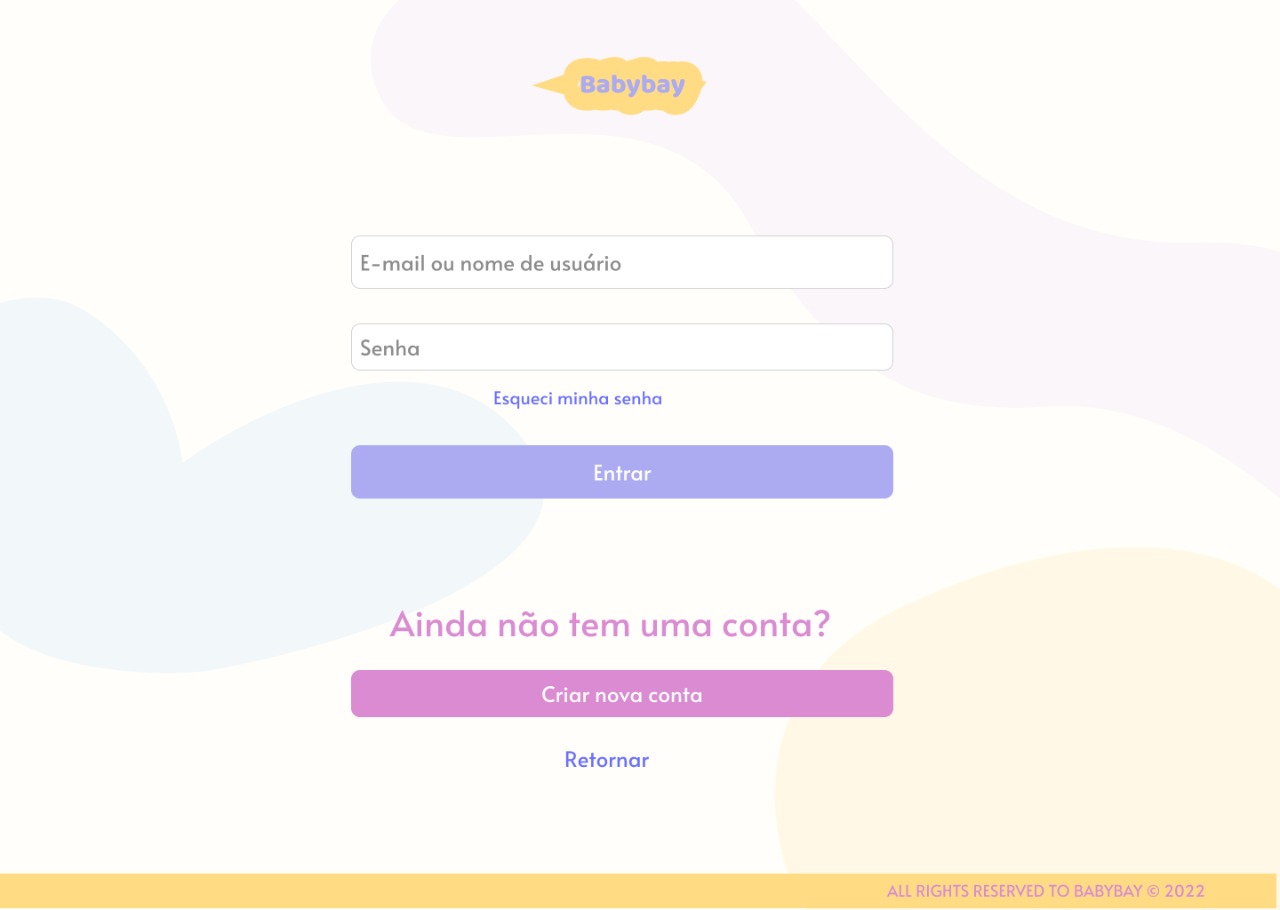 Babybay
E-mail ou nome de usuário
Senha
Esqueci minha senha
Entrar
Ainda não tem uma conta?
Criar nova conta
Retornar
ALL RIGHTS RESERVED TO BABYBAY © 2022